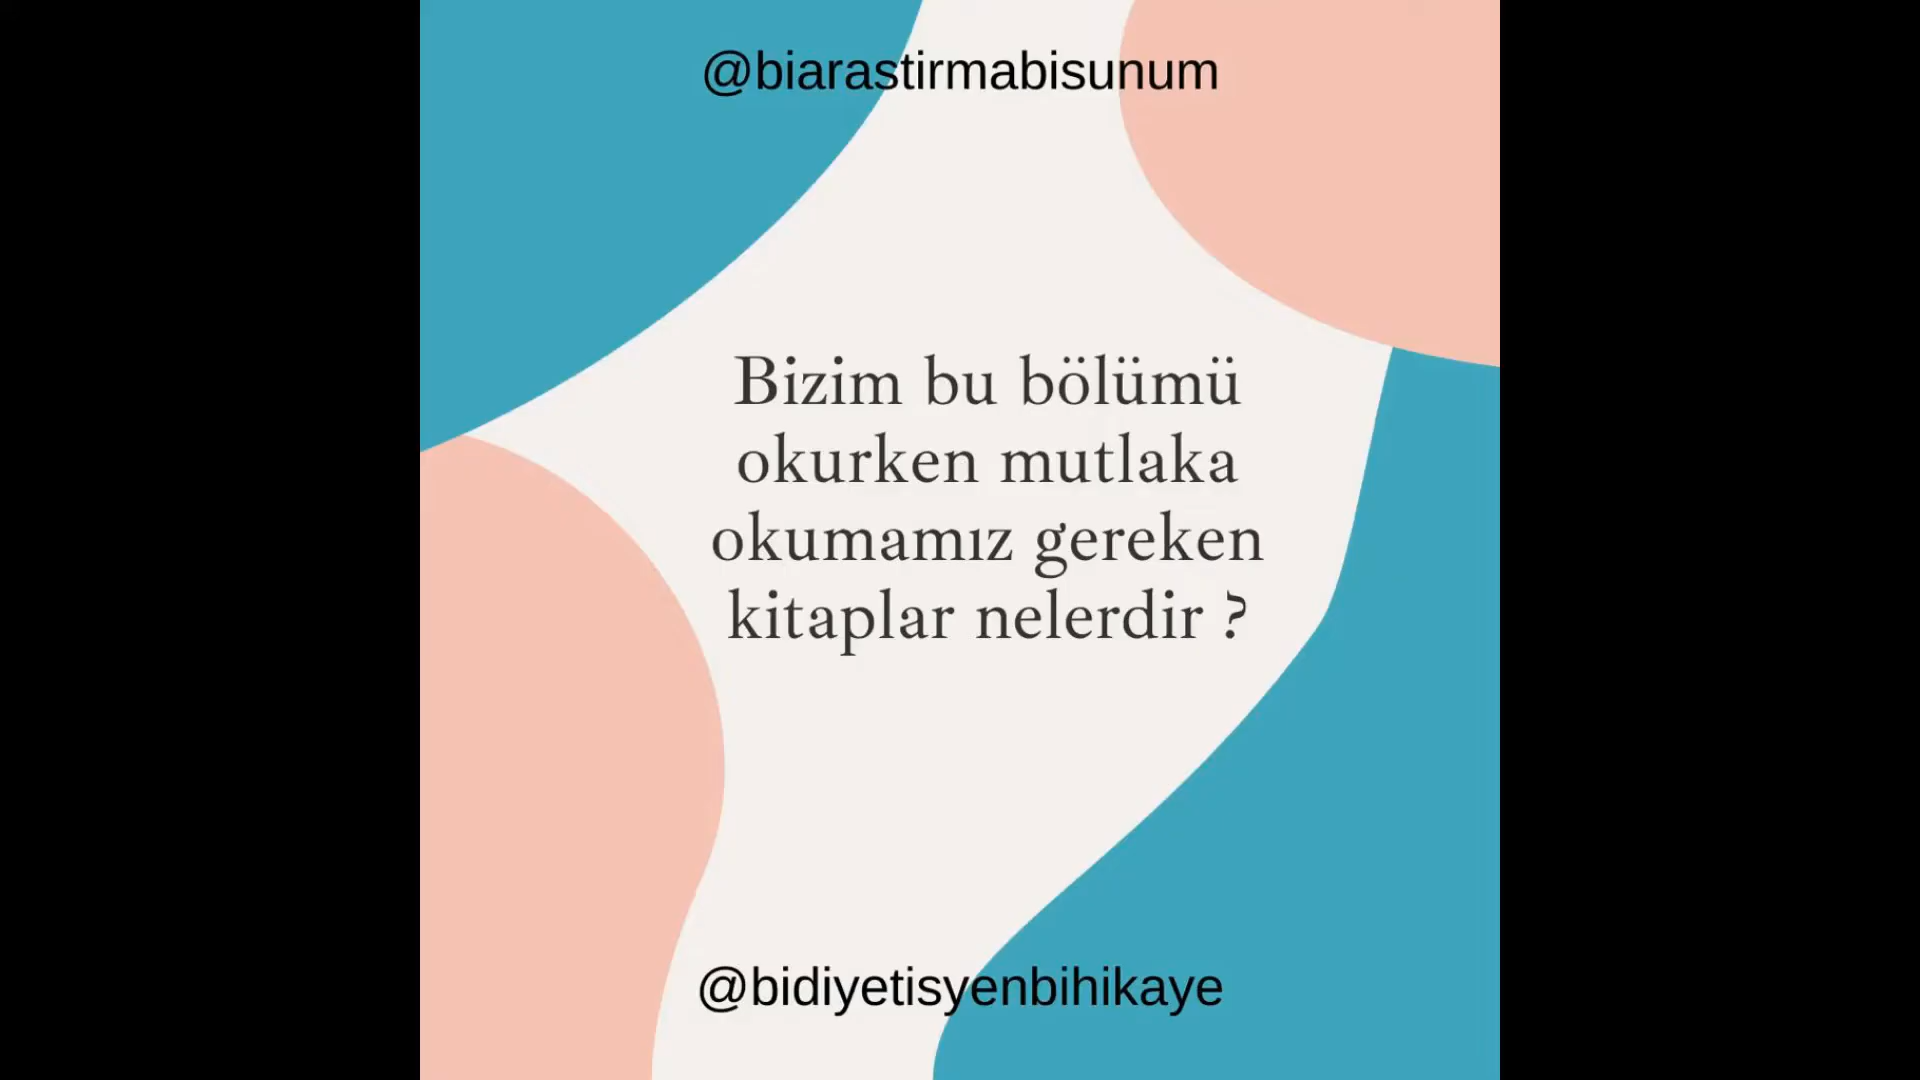 @biarastirmabisunum
Bizim bu bölümü
okurken mutlaka
okumamız gereken
kitaplar nelerdir ?
@bidiyetisyenbihikaye